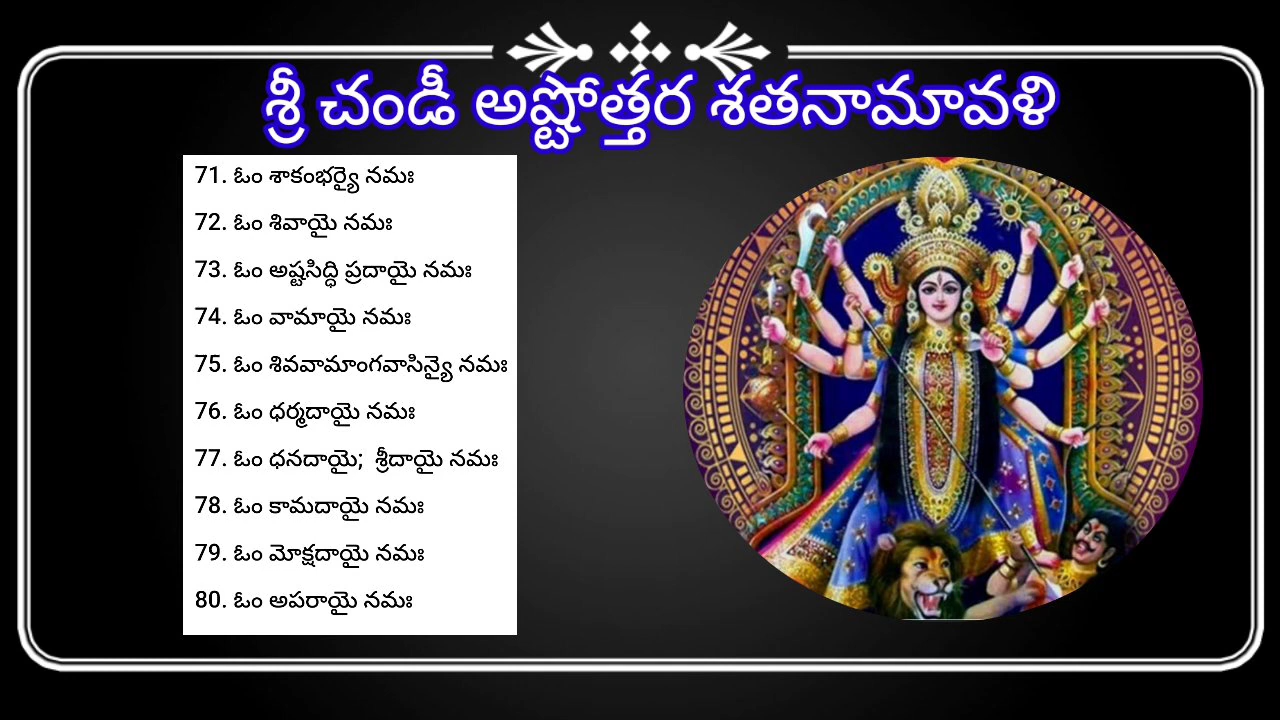 శ్రీ చండీ అష్టోత్తర శతనామావళి
71. ఓం శాకంభర్యై నమః
72. ఓం శివాయై నమః
73. ఓం అష్టసిద్ధి ప్రదాయై నమః
74. ఓం వామాయై నమః
75. ఓం శివవామాంగవాసిన్యై నమః
76. ఓం ధర్మదాయై నమః
77. ఓం ధనదాయై; శ్రీదాయై నమః
78. ఓం కామదాయై నమః
79. ఓం మోక్షదాయై నమః
80. ఓం అపరాయై నమః